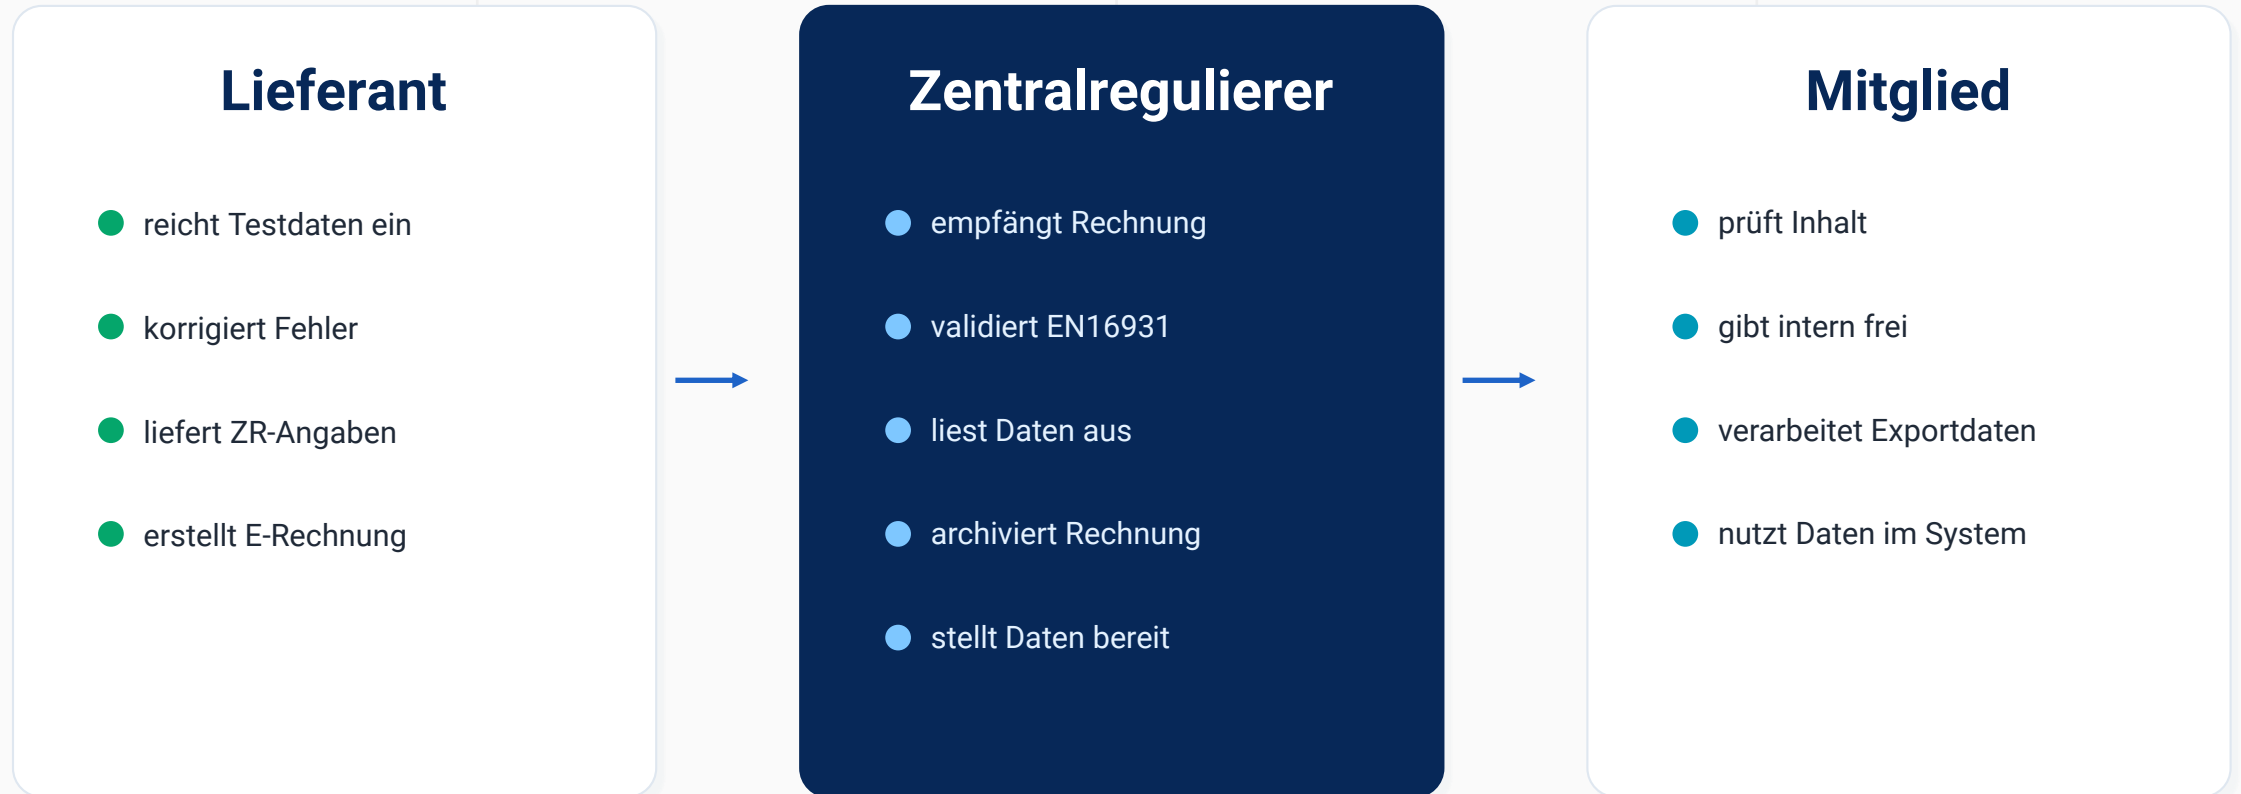 Lieferant
reicht Testdaten ein
korrigiert Fehler
liefert ZR-Angaben
erstellt E-Rechnung
Zentralregulierer
empfängt Rechnung
validiert EN16931
liest Daten aus
archiviert Rechnung
stellt Daten bereit
Mitglied
prüft Inhalt
gibt intern frei
verarbeitet Exportdaten
nutzt Daten im System